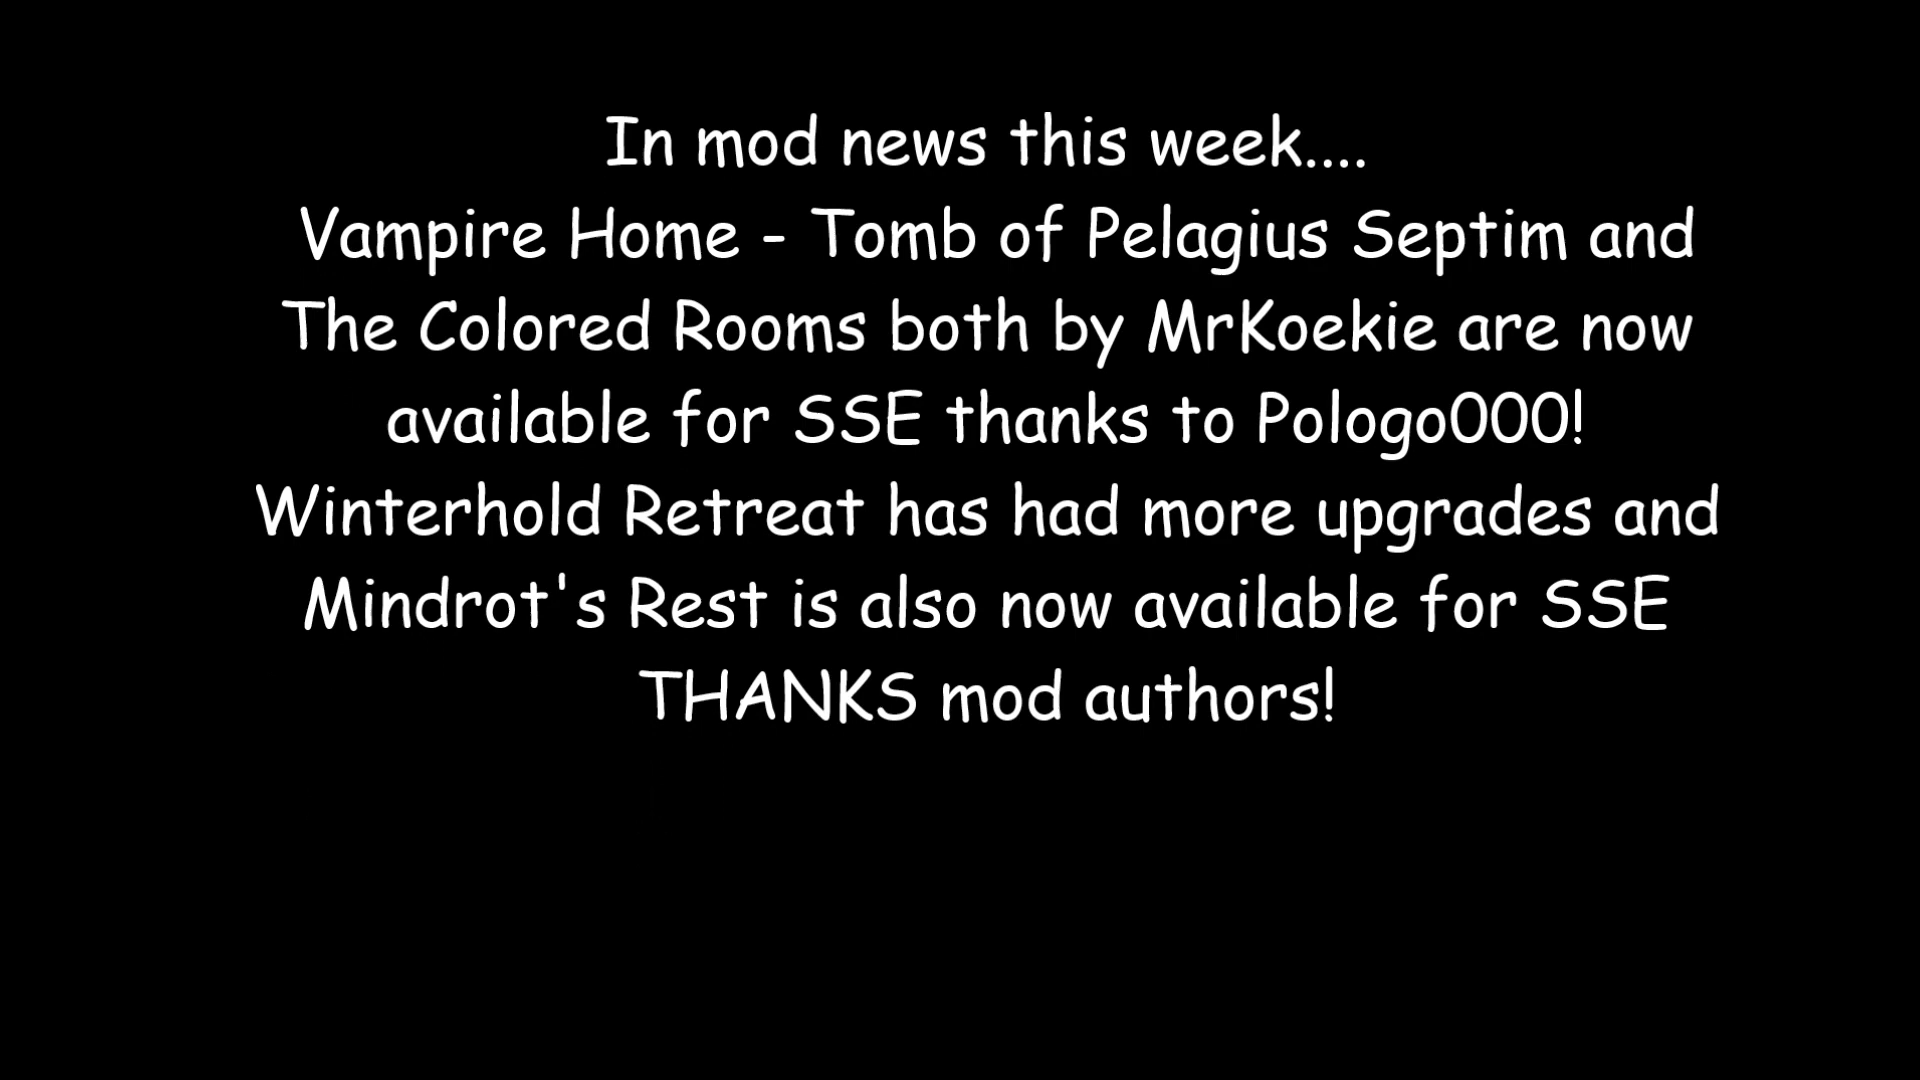 In mod news this week....
Vampire Home - Tomb of Pelagius Septim and
The Colored Rooms both by MrKoekie are now
available for SSE thanks to Pologo000!
Winterhold Retreat has had more upgrades and
Mindrot's Rest is also now available for SSE
THANKS mod authors!